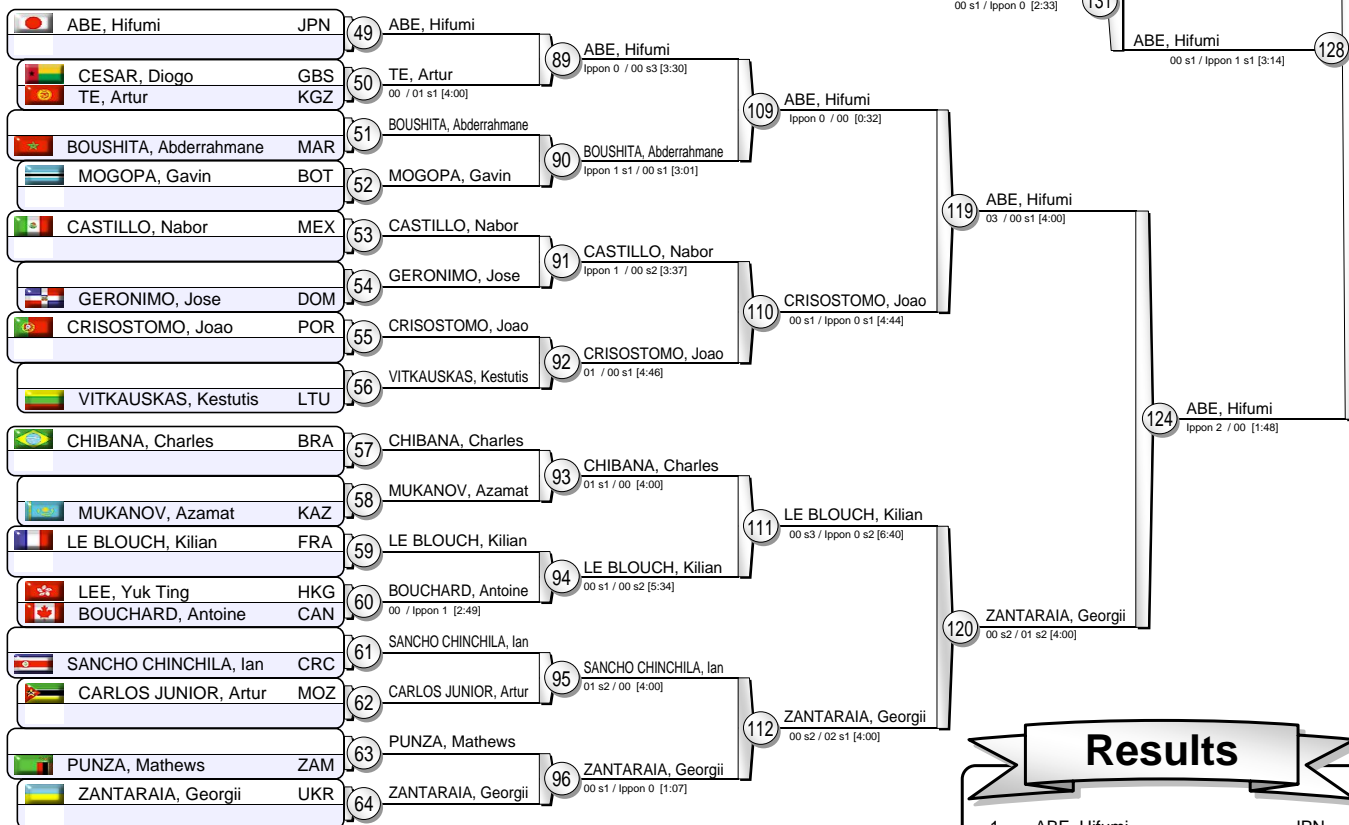 00 s1 / Ippon 0 [2:33]
131
ABE, Hifumi
00 s1 / Ippon 1 s1 [3:14]
128
ABE, Hifumi JPN
CESAR, Diogo GBS
TE, Artur KGZ
BOUSHITA, Abderrahmane MAR
MOGOPA, Gavin BOT
CASTILLO, Nabor MEX
GERONIMO, Jose DOM
CRISOSTOMO, Joao POR
VITKAUSKAS, Kestutis LTU
CHIBANA, Charles BRA
MUKANOV, Azamat KAZ
LE BLOUCH, Kilian FRA
LEE, Yuk Ting HKG
BOUCHARD, Antoine CAN
SANCHO CHINCHILA, Ian CRC
CARLOS JUNIOR, Artur MOZ
PUNZA, Mathews ZAM
ZANTARAIA, Georgii UKR
49 ABE, Hifumi
50 TE, Artur
00 / 01 s1 [4:00]
51 BOUSHITA, Abderrahmane
52 MOGOPA, Gavin
53 CASTILLO, Nabor
54 GERONIMO, Jose
55 CRISOSTOMO, Joao
56 VITKAUSKAS, Kestutis
57 CHIBANA, Charles
58 MUKANOV, Azamat
59 LE BLOUCH, Kilian
60 BOUCHARD, Antoine
00 / Ippon 1 [2:49]
61 SANCHO CHINCHILA, Ian
62 CARLOS JUNIOR, Artur
63 PUNZA, Mathews
64 ZANTARAIA, Georgii
89 ABE, Hifumi
Ippon 0 / 00 s3 [3:30]
90 BOUSHITA, Abderrahmane
Ippon 1 s1 / 00 s1 [3:01]
91 CASTILLO, Nabor
Ippon 1 / 00 s2 [3:37]
92 CRISOSTOMO, Joao
01 / 00 s1 [4:46]
93 CHIBANA, Charles
01 s1 / 00 [4:00]
94 LE BLOUCH, Kilian
00 s1 / 00 s2 [5:34]
95 SANCHO CHINCHILA, Ian
01 s2 / 00 [4:00]
96 ZANTARAIA, Georgii
00 s1 / Ippon 0 [1:07]
109 ABE, Hifumi
Ippon 0 / 00 [0:32]
110 CRISOSTOMO, Joao
00 s1 / Ippon 0 s1 [4:44]
111 LE BLOUCH, Kilian
00 s3 / Ippon 0 s2 [6:40]
112 ZANTARAIA, Georgii
00 s2 / 02 s1 [4:00]
119 ABE, Hifumi
03 / 00 s1 [4:00]
120 ZANTARAIA, Georgii
00 s2 / 01 s2 [4:00]
124 ABE, Hifumi
Ippon 2 / 00 [1:48]
Results
1 ABE, Hifumi JPN